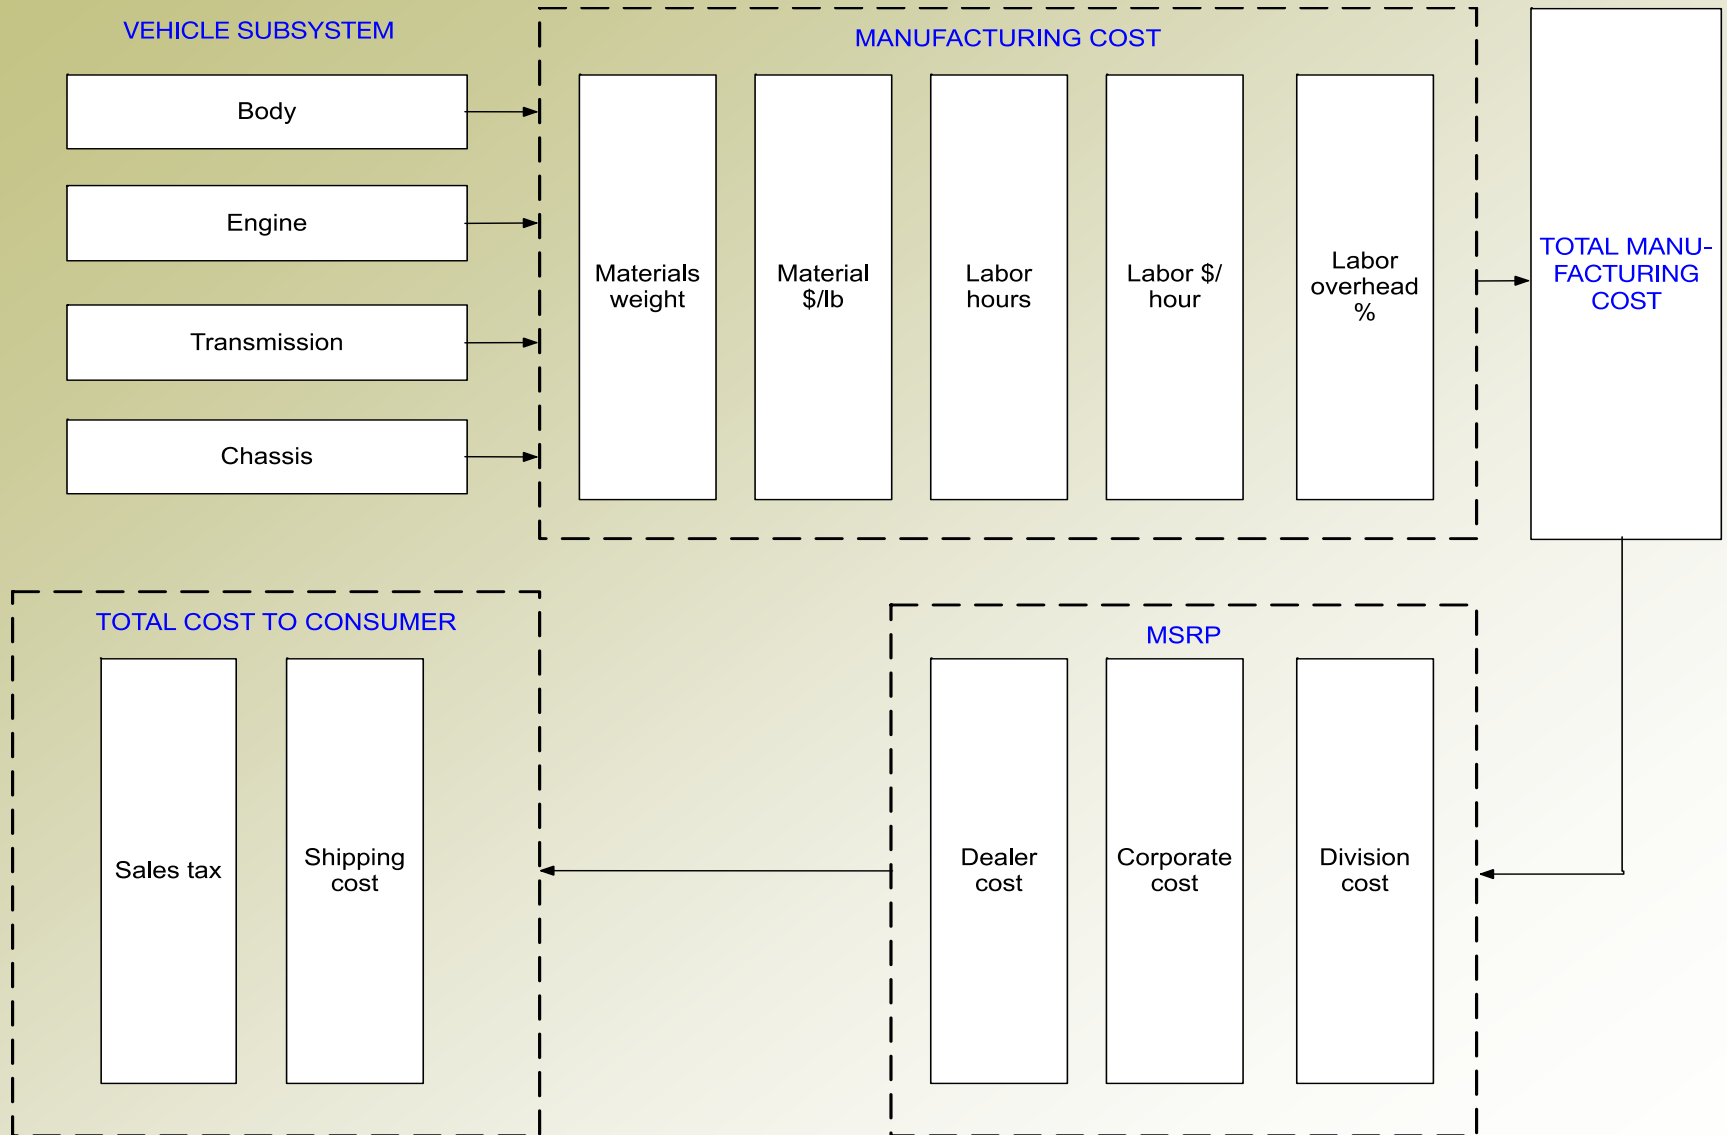 VEHICLE SUBSYSTEM
Body
Engine
Transmission
Chassis
MANUFACTURING COST
Materials
weight
Material
$/lb
Labor
hours
Labor $/
hour
Labor
overhead
%
TOTAL MANU-
FACTURING
COST
TOTAL COST TO CONSUMER
Sales tax
Shipping
cost
MSRP
Dealer
cost
Corporate
cost
Division
cost